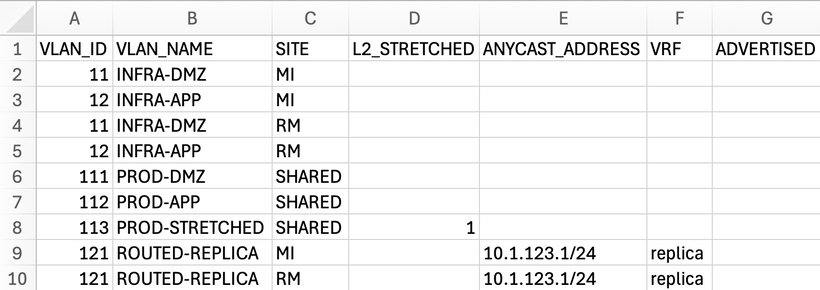 A B C D E F G
1 VLAN_ID VLAN_NAME SITE L2_STRETCHED ANYCAST_ADDRESS VRF ADVERTISED
2 11 INFRA-DMZ MI
3 12 INFRA-APP MI
4 11 INFRA-DMZ RM
5 12 INFRA-APP RM
6 111 PROD-DMZ SHARED
7 112 PROD-APP SHARED
8 113 PROD-STRETCHED SHARED 1
9 121 ROUTED-REPLICA MI 10.1.123.1/24 replica
10 121 ROUTED-REPLICA RM 10.1.123.1/24 replica